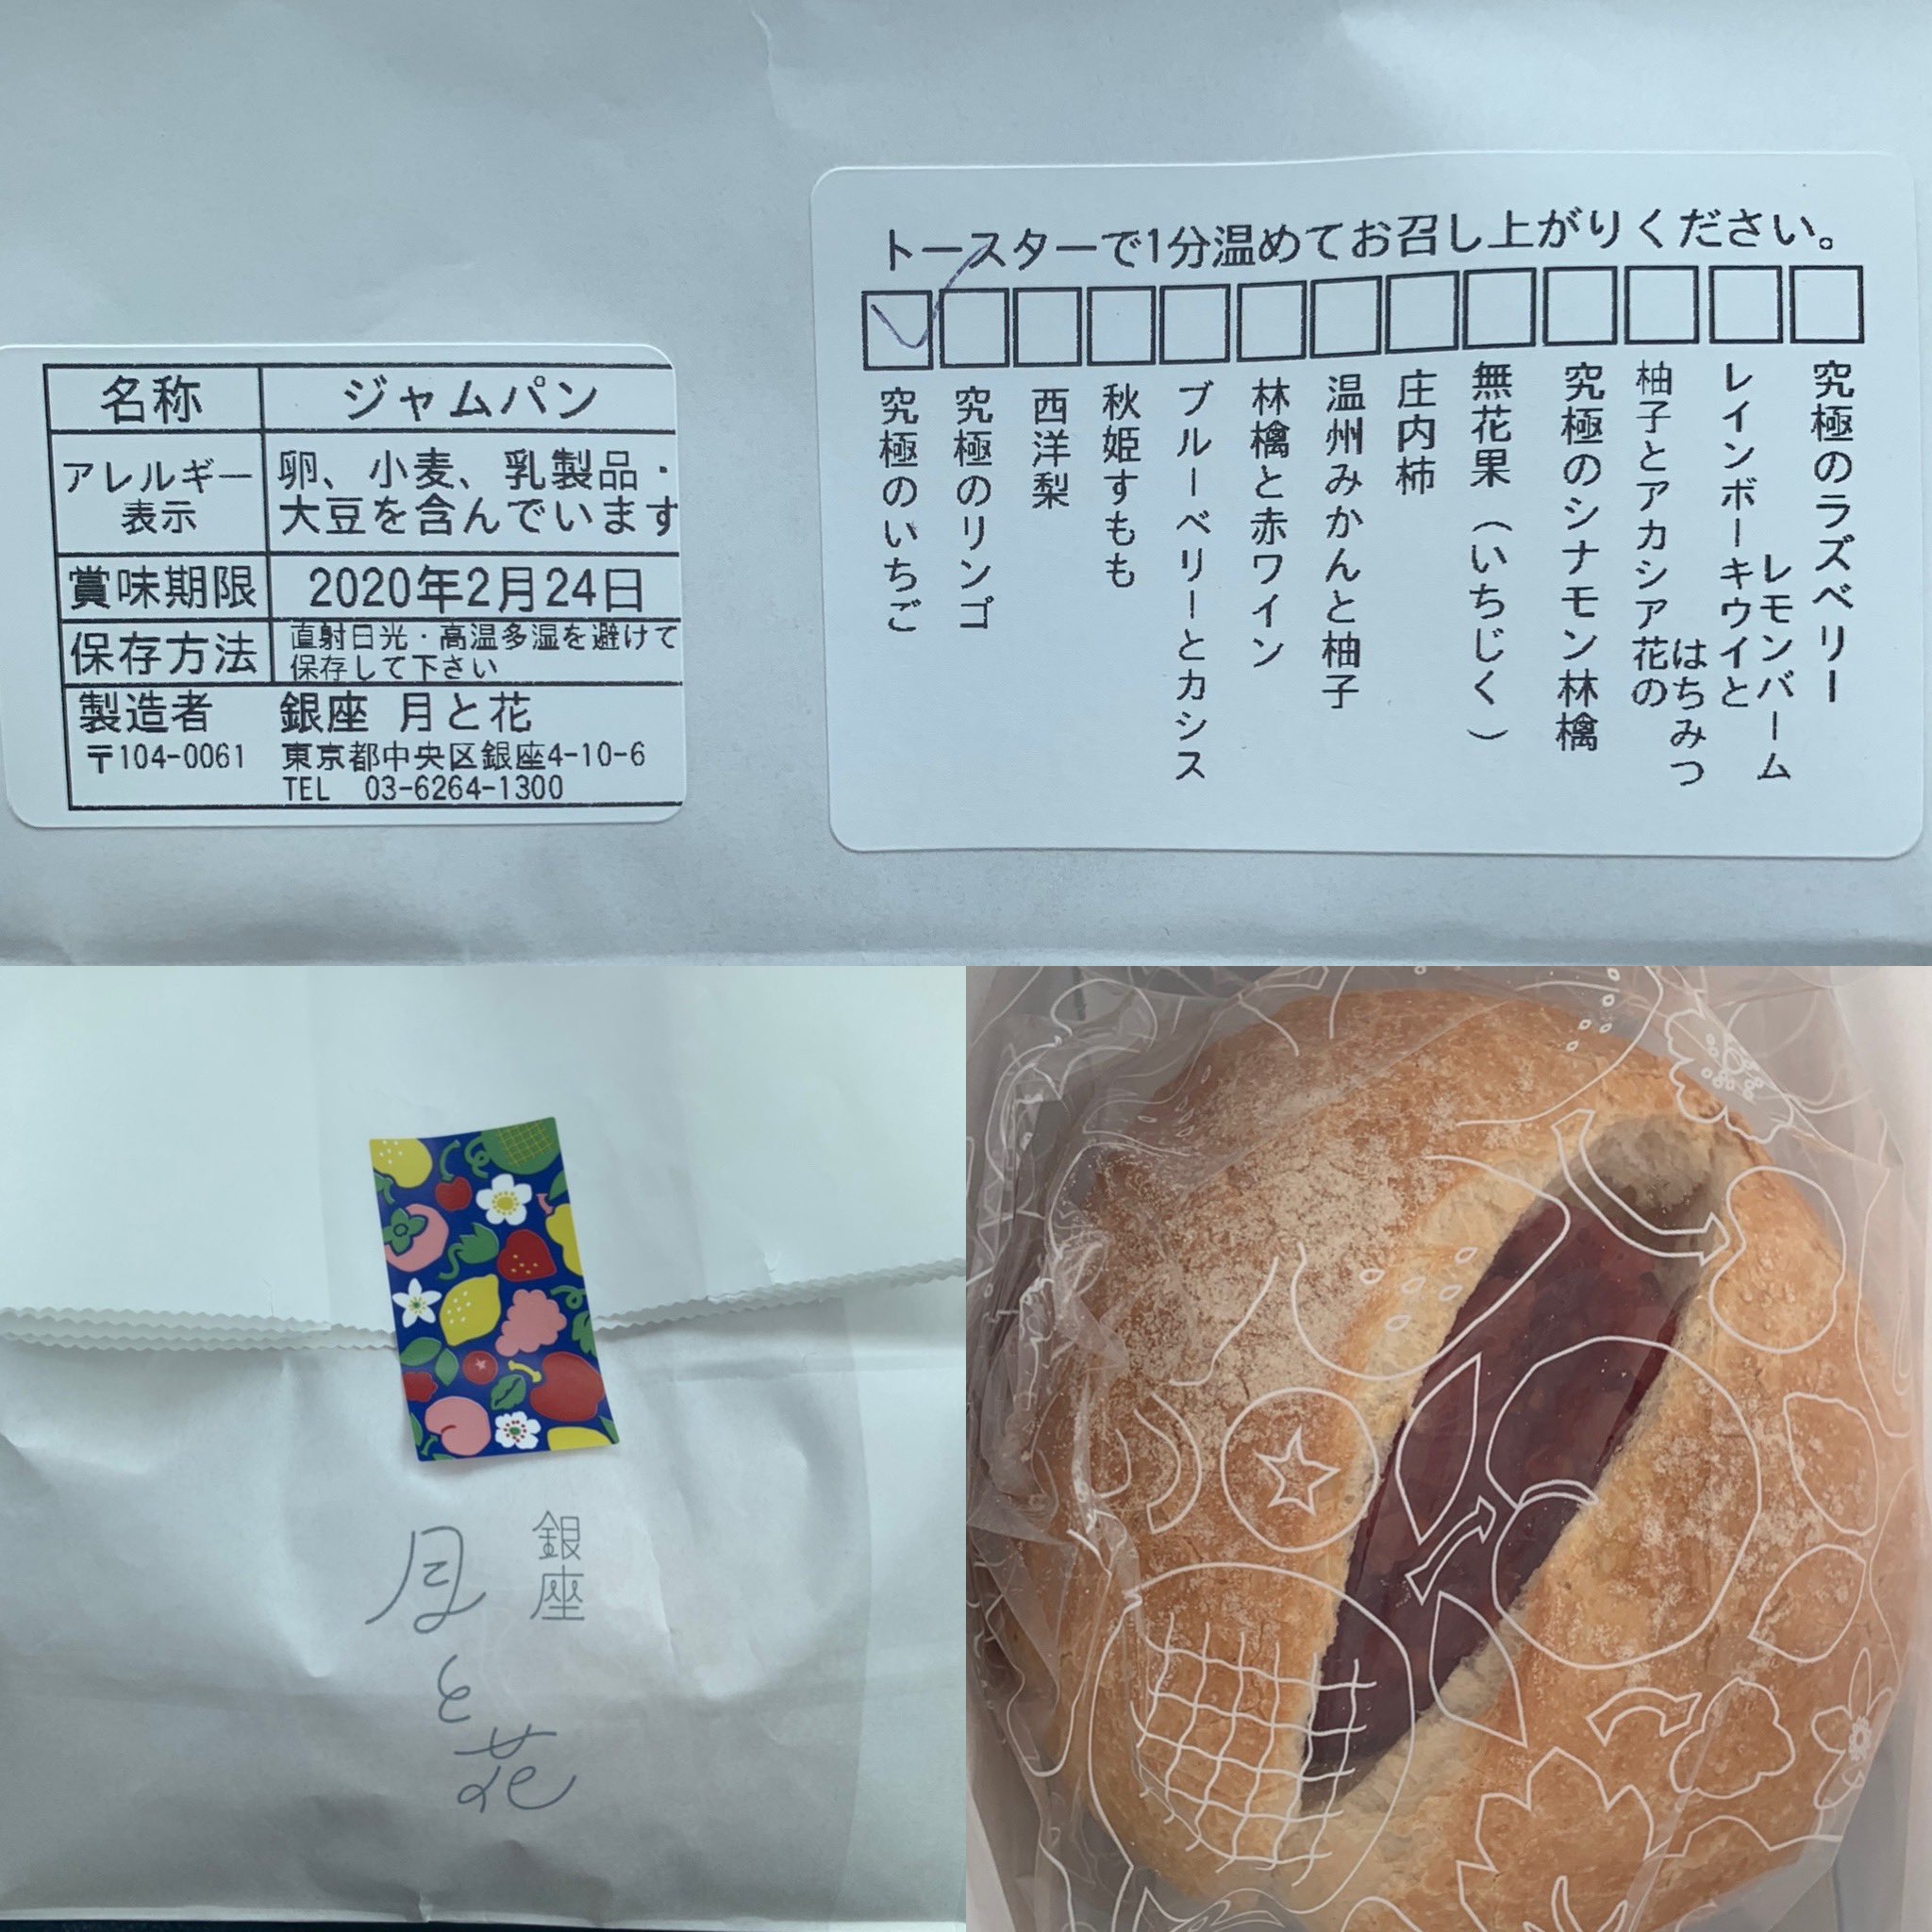 トースターで1分温めてお召し上がりください。
究極のいちご
究極のリンゴ
西洋梨
秋姫すもも
ブルーベリーとカシス
林檎と赤ワイン
温州みかんと柚子
庄内柿
無花果（いちじく）
究極のシナモン林檎
柚子とアカシア花の
はちみつ
レインボーキウイと
レモンバーム
究極のラズベリー
名称 ジャムパン
アレルギー表示 卵、小麦、乳製品・
大豆を含んでいます
賞味期限 2020年2月24日
保存方法 直射日光・高温多湿を避けて
保存して下さい
製造者 銀座 月と花
〒104-0061 東京都中央区銀座4-10-6
TEL 03-6264-1300
銀座
月と花